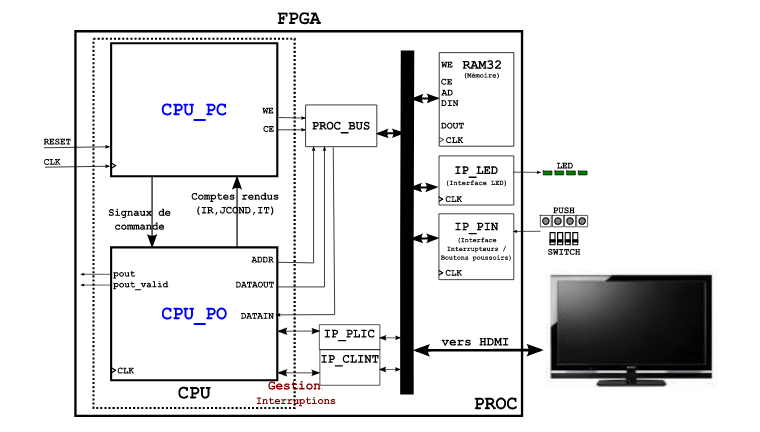 FPGA
CPU_PC
WE
CE
RESET
CLK
PROC_BUS
Signaux de
commande
Comptes rendus
(IR,JCOND,IT)
ADDR
pout
pout_valid
DATAOUT
CPU_PO
DATAIN
CLK
CPU
IP_PLIC
IP_CLINT
Gestion
Interruptions
WE RAM32
(Mémoire)
CE
AD
DIN
DOUT
CLK
IP_LED
(Interface LED)
CLK
LED
IP_PIN
(Interface
Interrupteurs /
Boutons poussoirs)
CLK
PUSH
SWITCH
vers HDMI
PROC